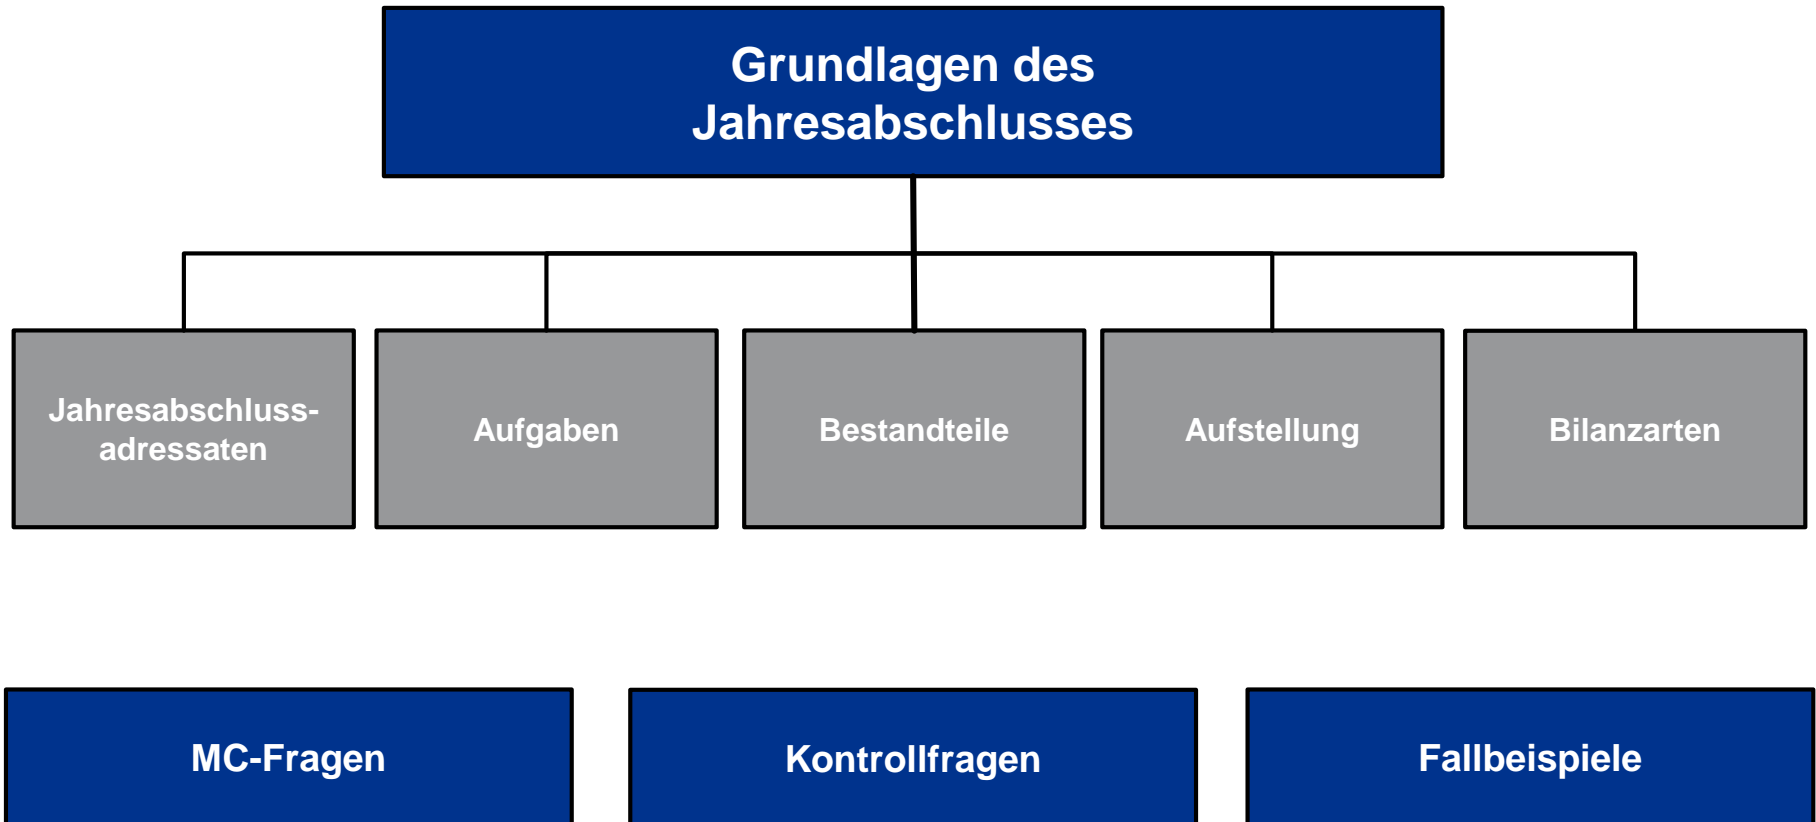 Grundlagen des
Jahresabschlusses
Jahresabschluss-
adressaten
Aufgaben
Bestandteile
Aufstellung
Bilanzarten
MC-Fragen
Kontrollfragen
Fallbeispiele